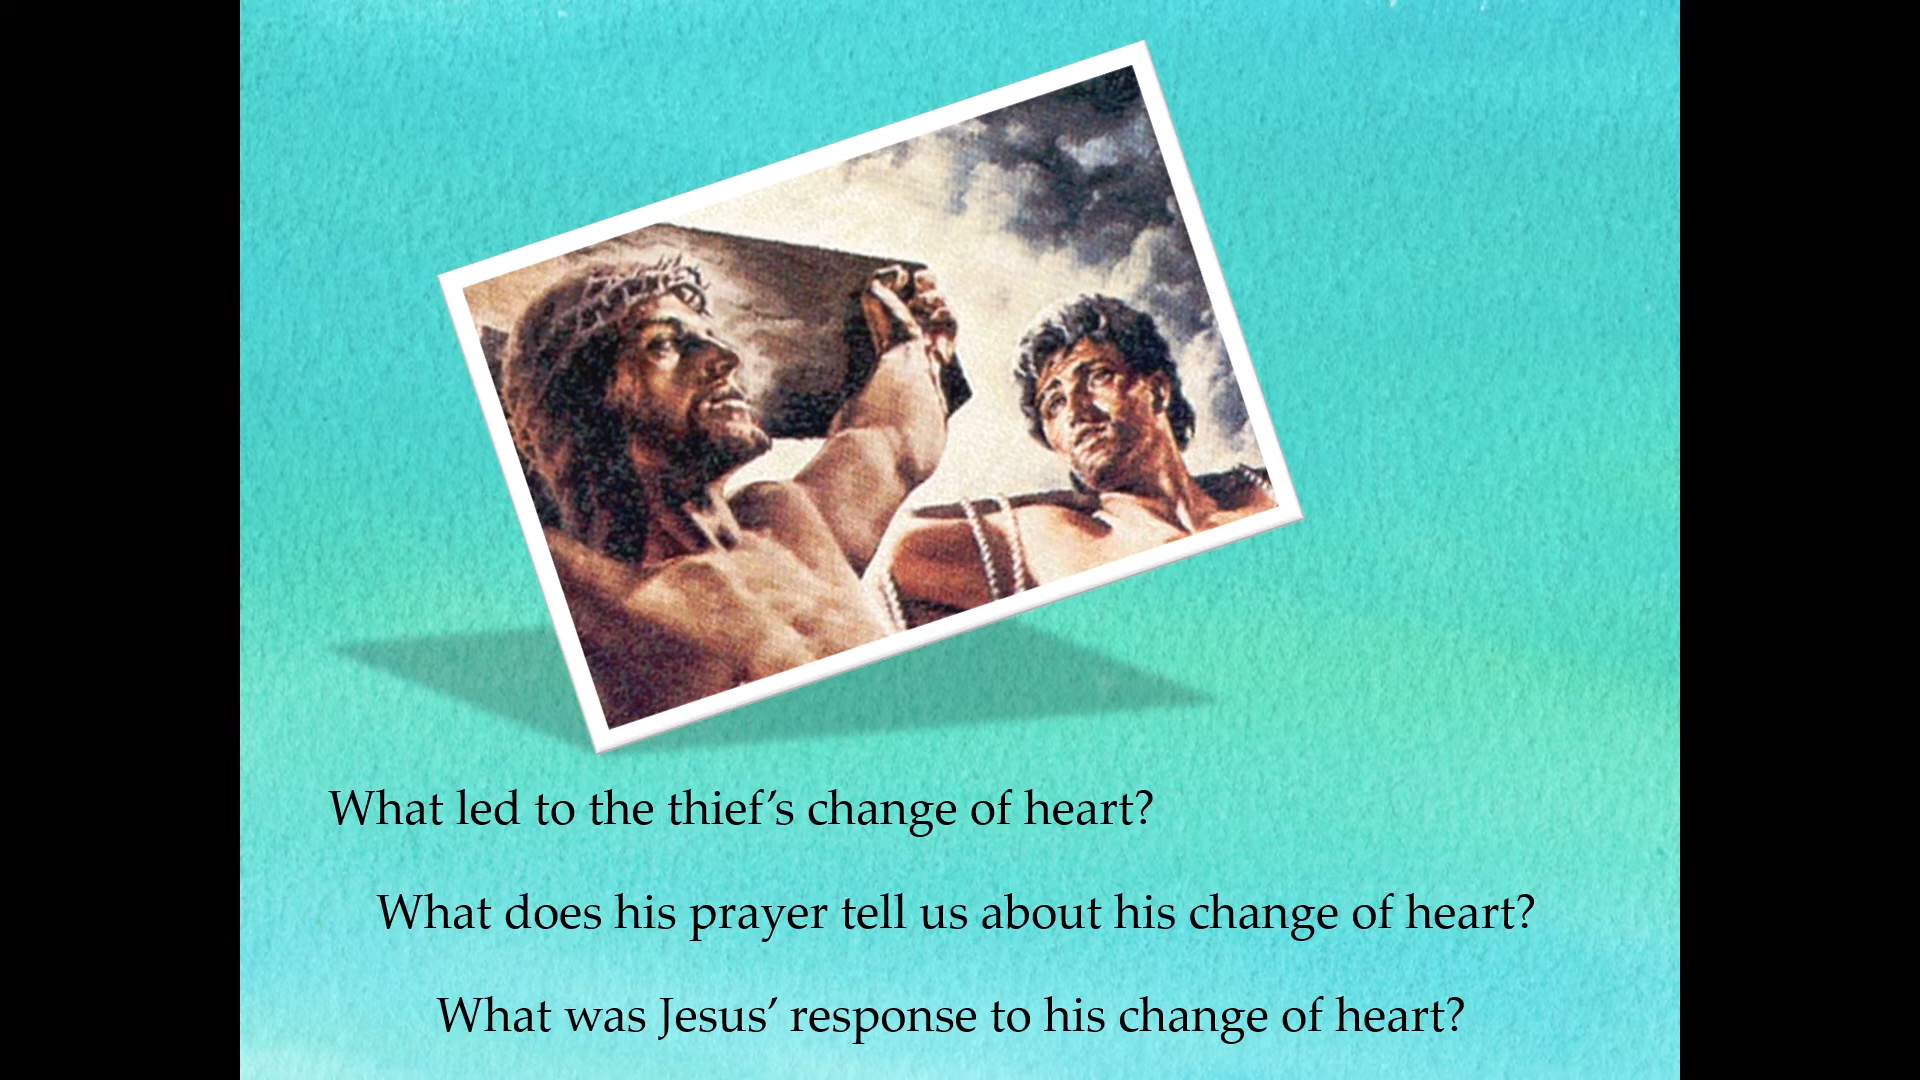 What led to the thief’s change of heart?
What does his prayer tell us about his change of heart?
What was Jesus’ response to his change of heart?